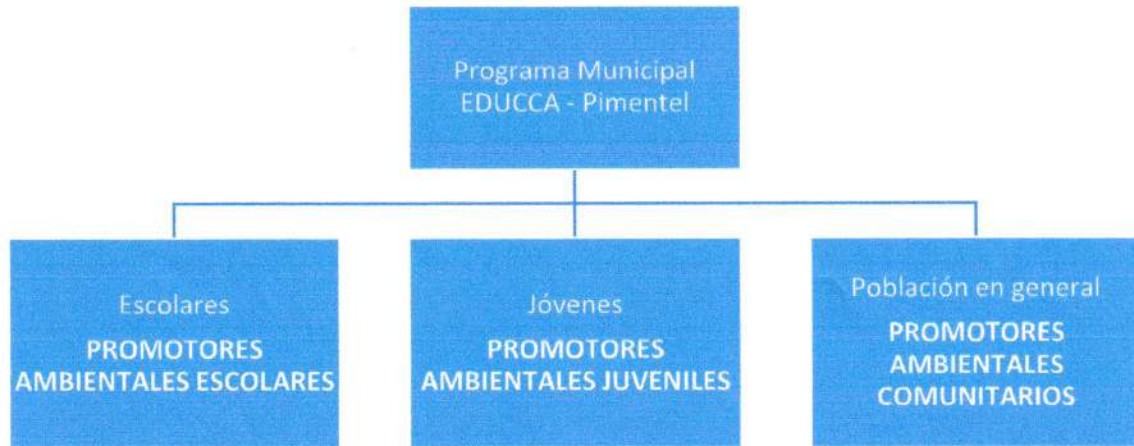 Programa Municipal
EDUCCA - Pimentel
Escolares
PROMOTORES
AMBIENTALES ESCOLARES
Jóvenes
PROMOTORES
AMBIENTALES JUVENILES
Población en general
PROMOTORES
AMBIENTALES
COMUNITARIOS